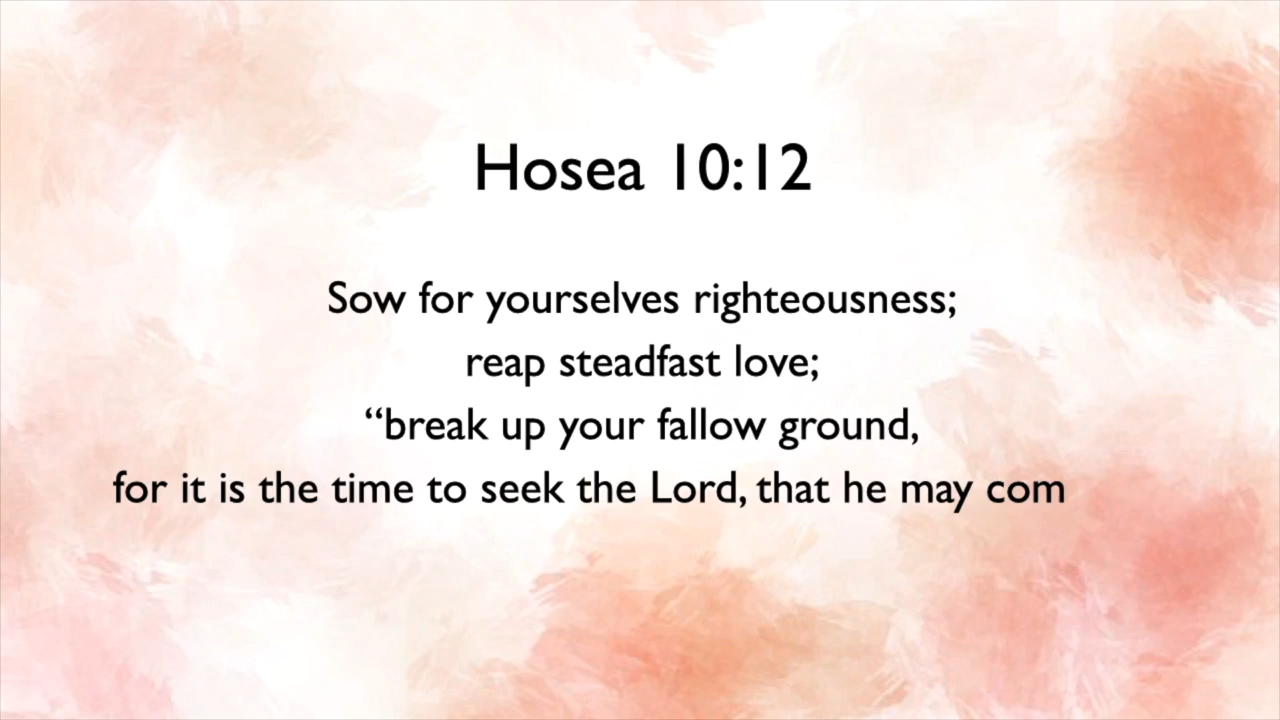 Hosea 10:12
Sow for yourselves righteousness;
reap steadfast love;
“break up your fallow ground,
for it is the time to seek the Lord, that he may com